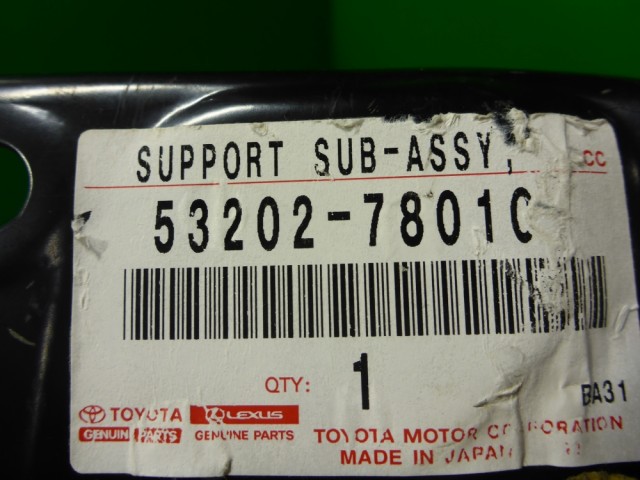 SUPPORT SUB-ASSY, CC
53202-78010
QTY: 1
BA31
TOYOTA LEXUS
GENUINE PARTS GENUINE PARTS
TOYOTA MOTOR CORPORATION
MADE IN JAPAN